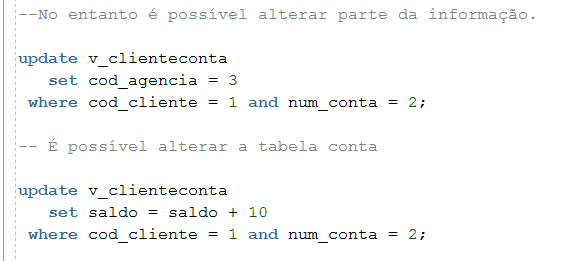 --No entanto é possível alterar parte da informação.
update v_clienteconta
set cod_agencia = 3
where cod_cliente = 1 and num_conta = 2;
-- É possível alterar a tabela conta
update v_clienteconta
set saldo = saldo + 10
where cod_cliente = 1 and num_conta = 2;